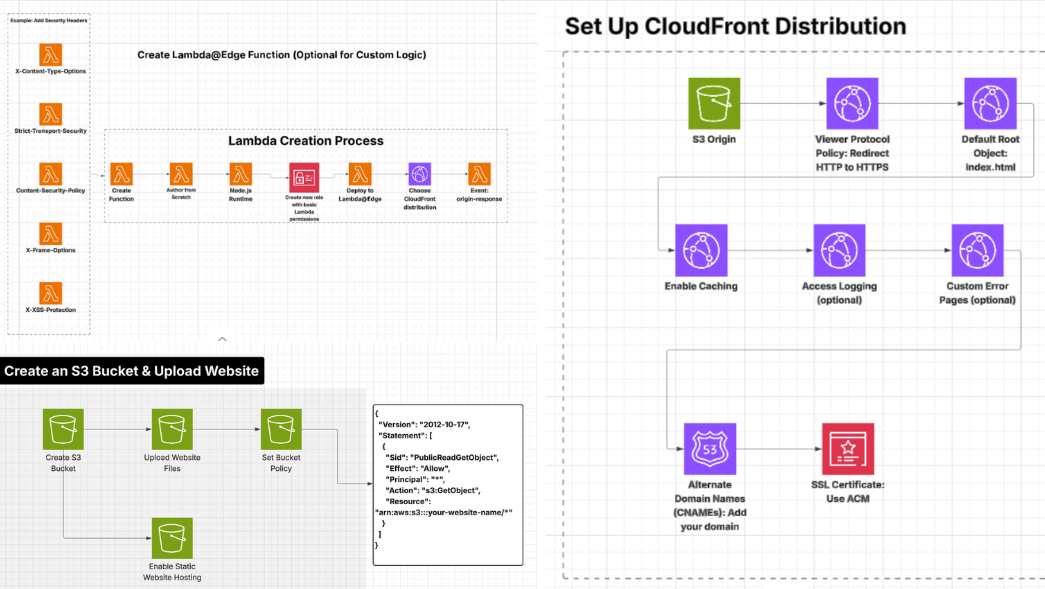 Example: Add Security Headers
X-Content-Type-Options
Strict-Transport-Security
Content-Security-Policy
X-Frame-Options
X-XSS-Protection
Create Lambda@Edge Function (Optional for Custom Logic)
Lambda Creation Process
Create
Function
Author from
Scratch
Node.js
Runtime
Create new role
with basic
Lambda
permissions
Deploy to
Lambda@Edge
Choose
CloudFront
distribution
Event:
origin-response
Create an S3 Bucket & Upload Website
Create S3
Bucket
Upload Website
Files
Set Bucket
Policy
Enable Static
Website Hosting
{
"Version": "2012-10-17",
"Statement": [
{
"Sid": "PublicReadGetObject",
"Effect": "Allow",
"Principal": "*",
"Action": "s3:GetObject",
"Resource":
"arn:aws:s3:::your-website-name/*"
}
]
}
Set Up CloudFront Distribution
S3 Origin
Viewer Protocol
Policy: Redirect
HTTP to HTTPS
Default Root
Object:
index.html
Enable Caching
Access Logging
(optional)
Custom Error
Pages (optional)
53
Alternate
Domain Names
(CNAMEs): Add
your domain
SSL Certificate:
Use ACM